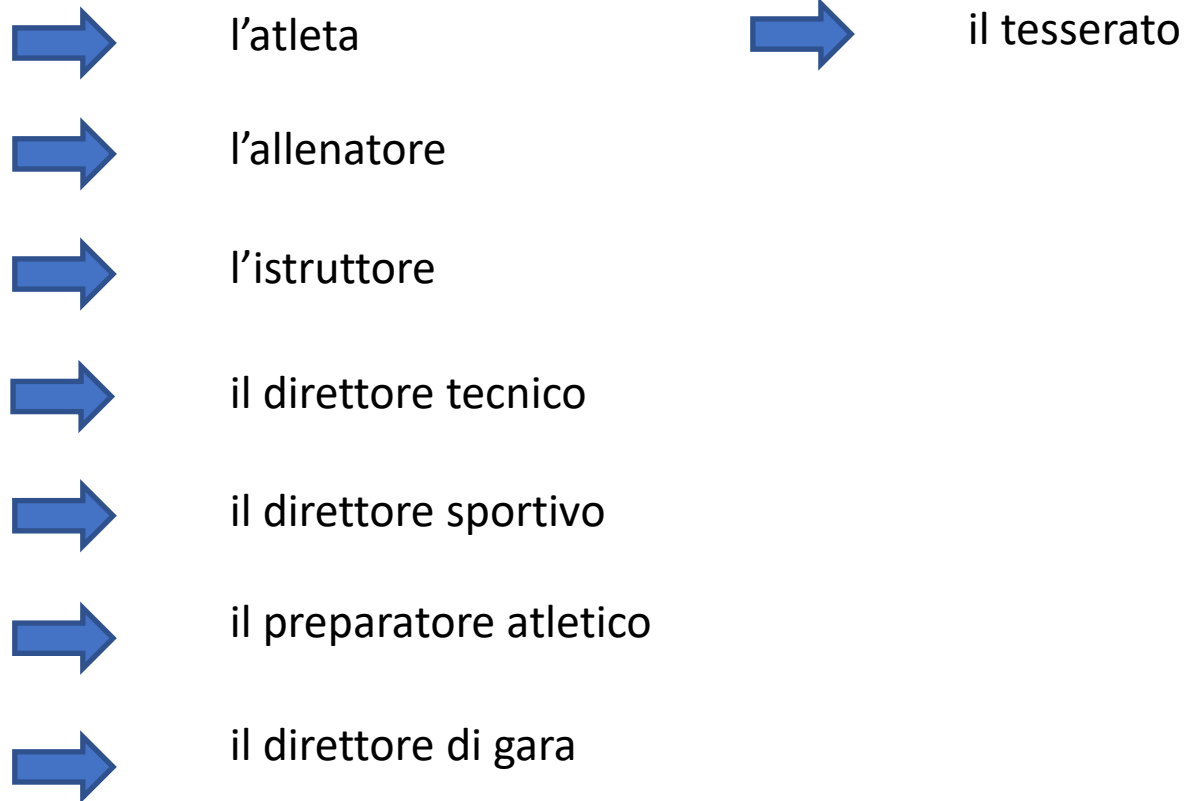 l’atleta
l’allenatore
l’istruttore
il direttore tecnico
il direttore sportivo
il preparatore atletico
il direttore di gara
il tesserato